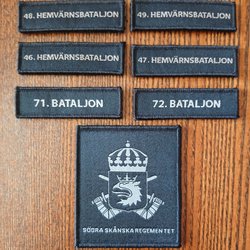 48. HEMVÄRNSBATALJON
49. HEMVÄRNSBATALJON
46. HEMVÄRNSBATALJON
47. HEMVÄRNSBATALJON
71. BATALJON
72. BATALJON
SÖDRA SKÅNSKA REGEMENTET